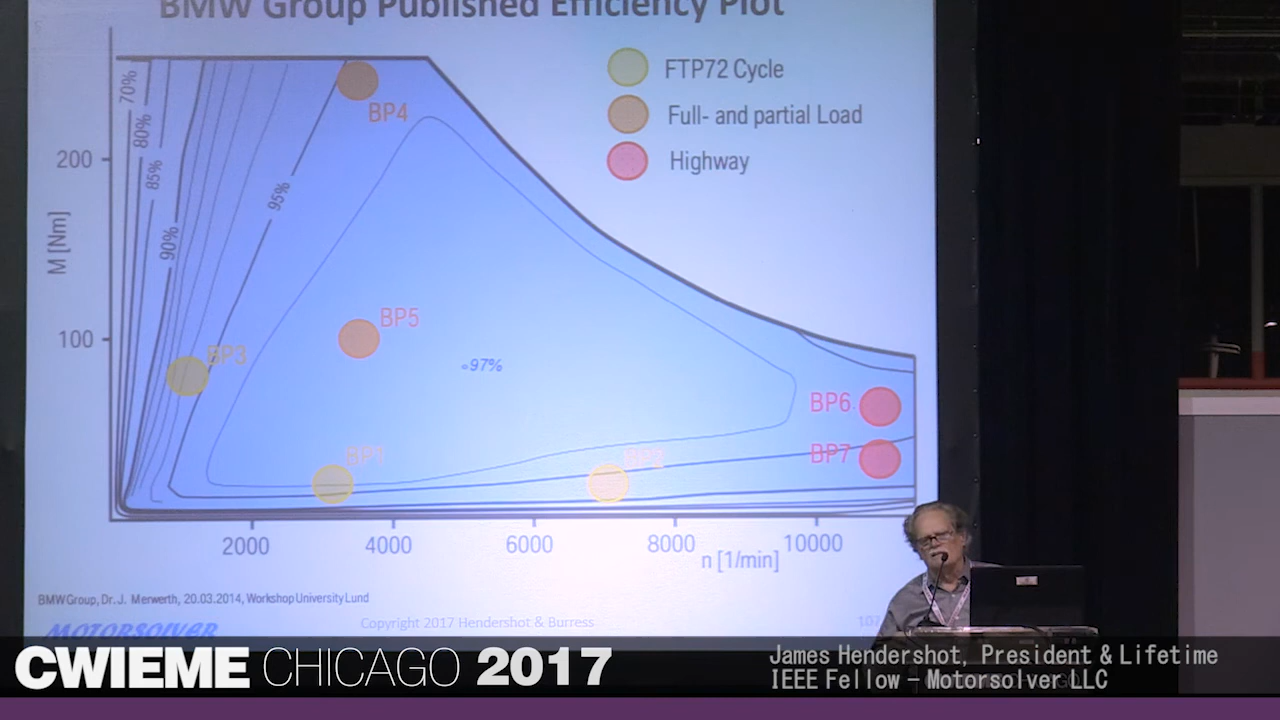 BMW Group Published Efficiency Plot
FTP72 Cycle
Full- and partial Load
Highway
70%
80%
85%
90%
95%
97%
BP4
BP5
BP3
BP1
BP2
BP6
BP7
200
100
M [Nm]
2000
4000
6000
8000
10000
n [1/min]
BMW Group, Dr. J. Merwerth, 20.03.2014, Workshop University Lund
MOTORSOLVER
Copyright 2017 Hendershot & Burress
107
CWIEME CHICAGO 2017
James Hendershot, President & Lifetime
IEEE Fellow – Motorsolver LLC